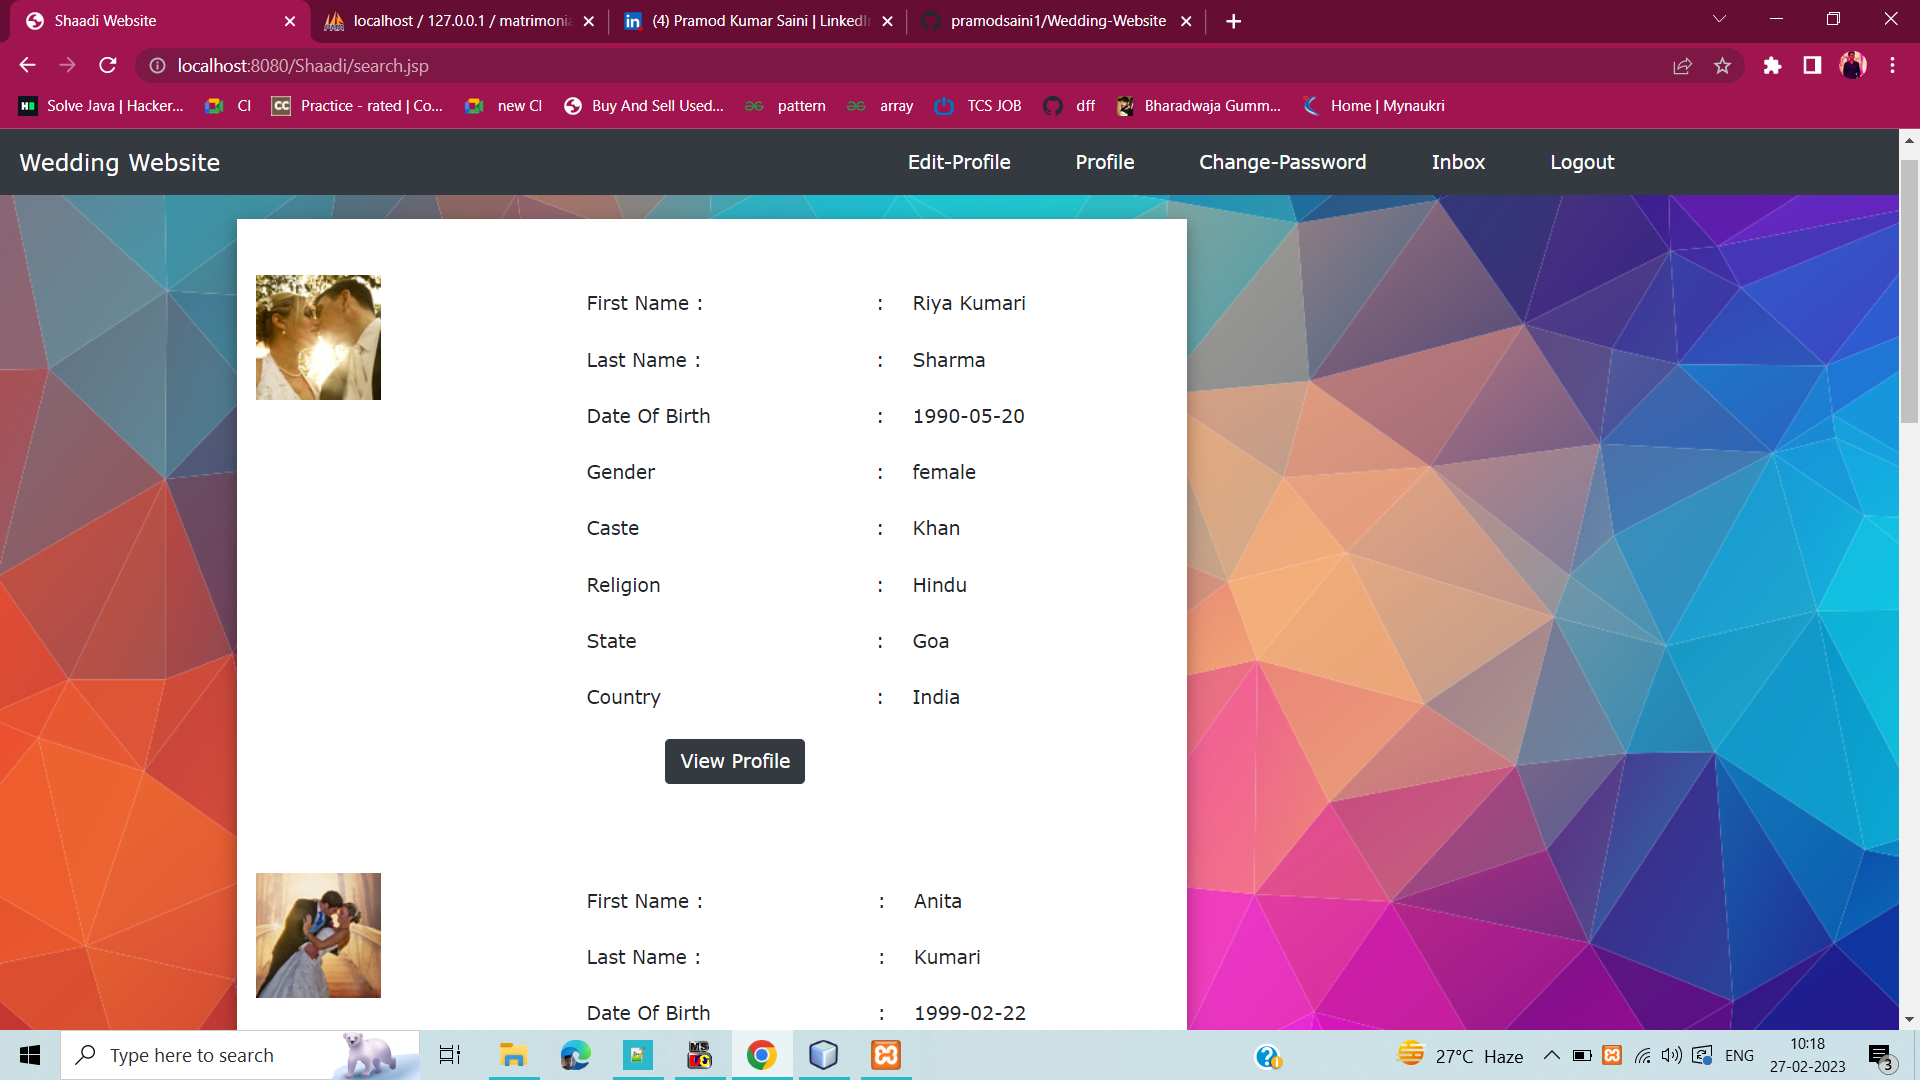 Shaadi Website
localhost / 127.0.0.1 / matrimonia
(4) Pramod Kumar Saini | LinkedIn
pramodsaini1/Wedding-Website
localhost:8080/Shaadi/search.jsp
Solve Java | Hacker...
CI
Practice - rated | Co...
new CI
Buy And Sell Used...
pattern
array
TCS JOB
dff
Bharadwaja Gumm...
Home | Mynaukri
Wedding Website
Edit-Profile
Profile
Change-Password
Inbox
Logout
First Name : : Riya Kumari
Last Name : : Sharma
Date Of Birth : 1990-05-20
Gender : female
Caste : Khan
Religion : Hindu
State : Goa
Country : India
View Profile
First Name : : Anita
Last Name : : Kumari
Date Of Birth : 1999-02-22
Type here to search
27°C Haze
ENG
10:18
27-02-2023
3